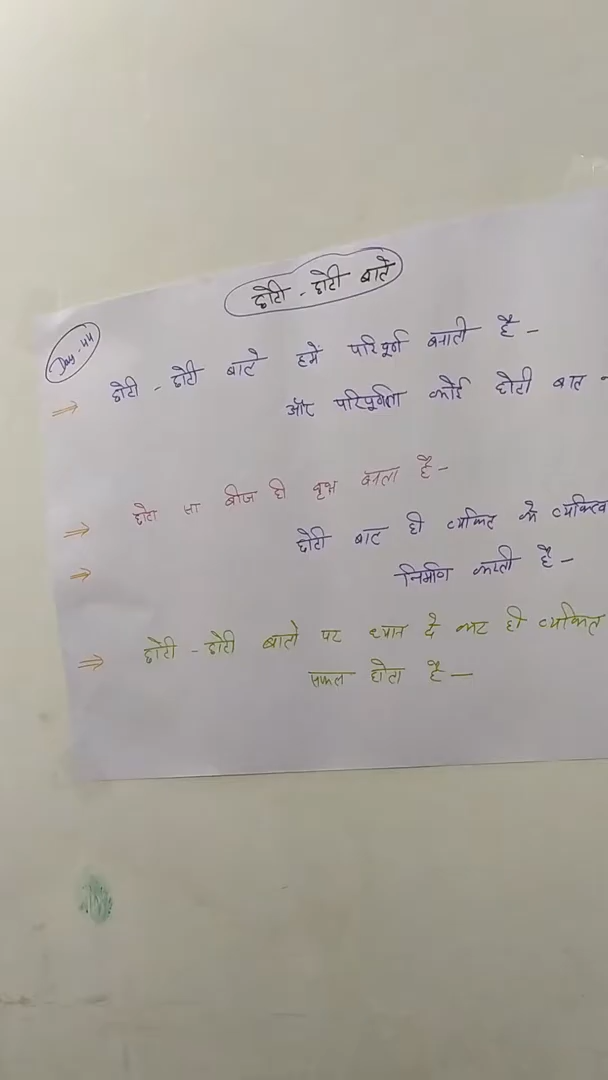 छोटी - छोटी बाते
Day-44
⇒ छोटी - छोटी बाते हमें परिपूर्ण बनाती है -
और परिपूर्णता कोई छोटी बात
⇒ छोटा सा बीज ही वृक्ष बनता है -
⇒ छोटी बात ही व्यक्ति के व्यक्तित्व
निर्माण करती है -
⇒ छोटी - छोटी बातो पर ध्यान दे कर ही व्यक्ति
सफल होता है -